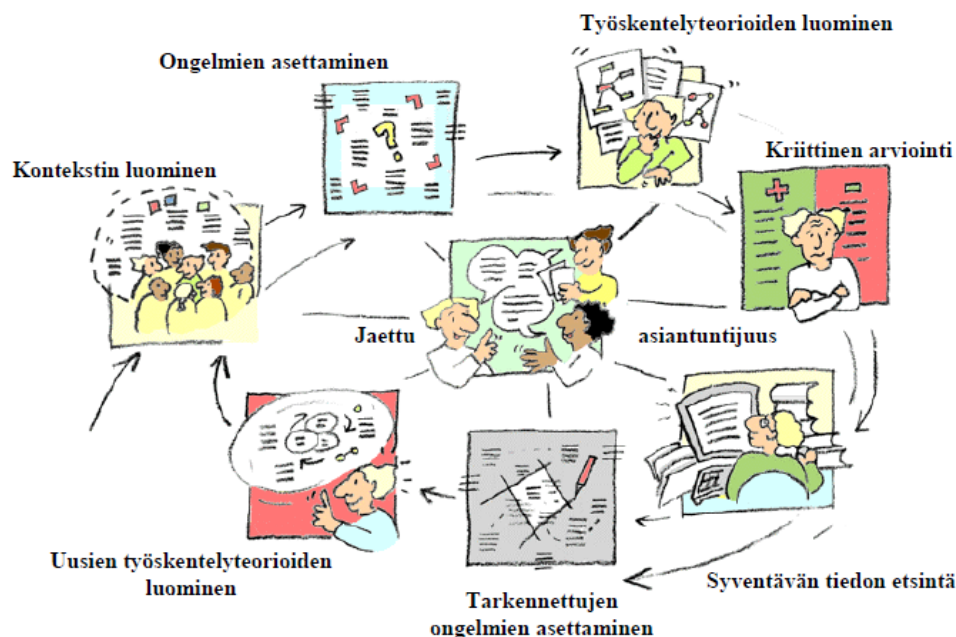 Työskentelyteorioiden luominen
Ongelmien asettaminen
Kriittinen arviointi
Kontekstin luominen
?
+ -
Jaettu asiantuntijuus
Uusien työskentelyteorioiden
luominen
Syventävän tiedon etsintä
Tarkennettujen
ongelmien asettaminen